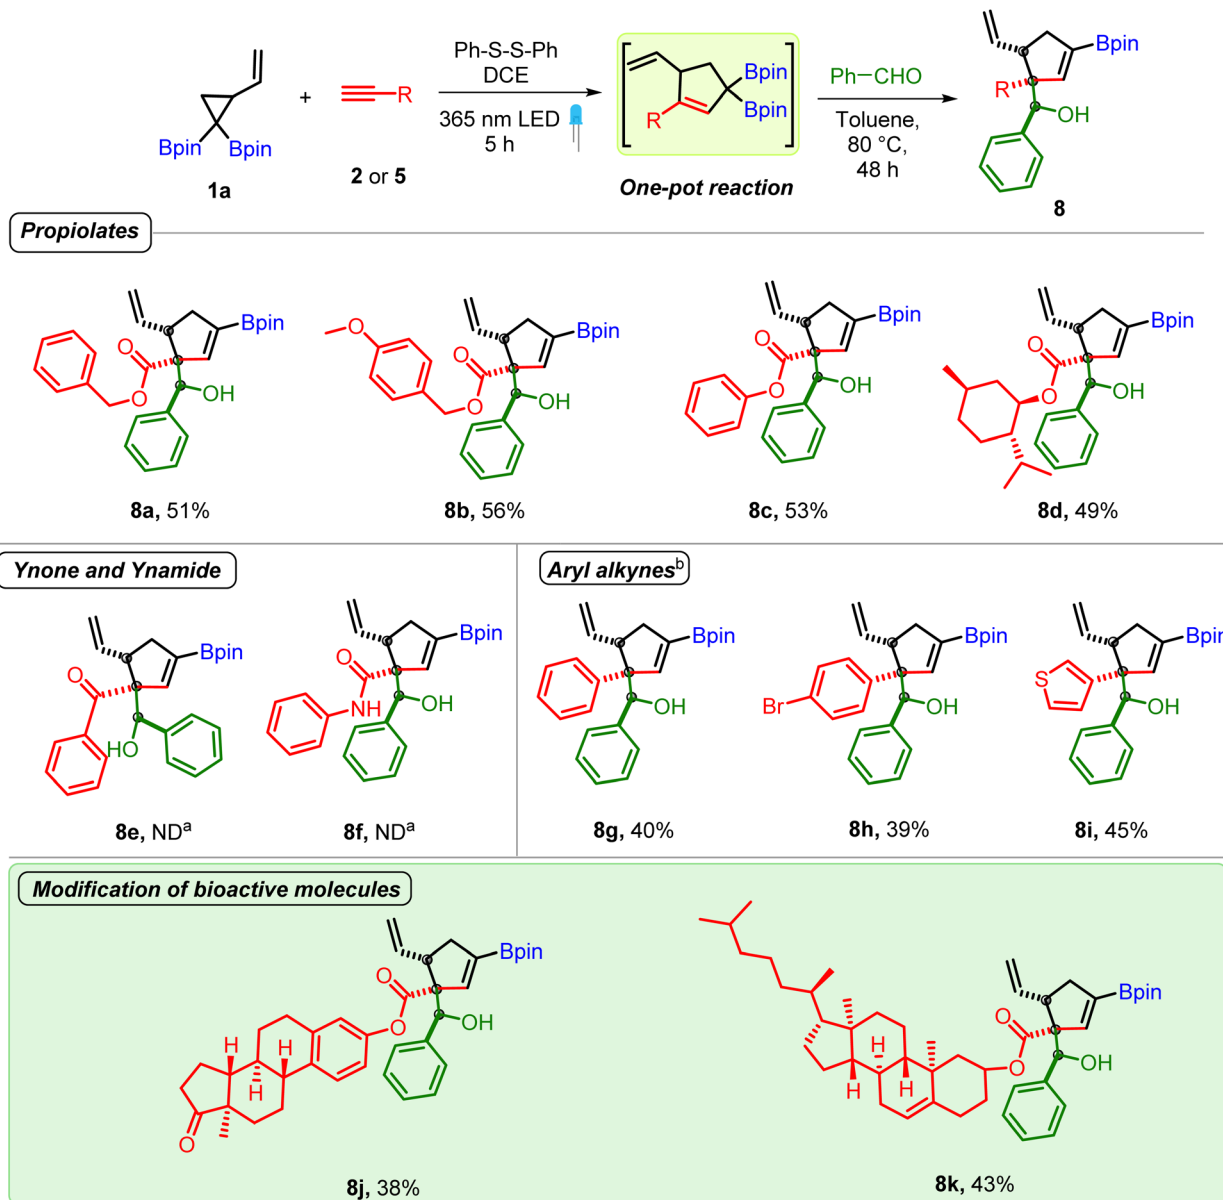 Ph-S-S-Ph
DCE
365 nm LED
5 h
Bpin
Bpin
1a
+
R
2 or 5
R
Bpin
Bpin
One-pot reaction
Ph-CHO
Toluene,
80 °C,
48 h
Bpin
R
OH
8
Propiolates
Bpin
O
O
OH
8a, 51%
O
Bpin
O
O
OH
8b, 56%
Bpin
O
O
OH
8c, 53%
Bpin
O
O
OH
8d, 49%
Ynone and Ynamide
Bpin
O
HO
8e, NDa
Bpin
O
NH
OH
8f, NDa
Aryl alkynesb
Bpin
OH
8g, 40%
Bpin
Br
OH
8h, 39%
Bpin
S
OH
8i, 45%
Modification of bioactive molecules
Bpin
O
O
OH
H
H
H
O
8j, 38%
Bpin
O
O
OH
H
H
H
8k, 43%